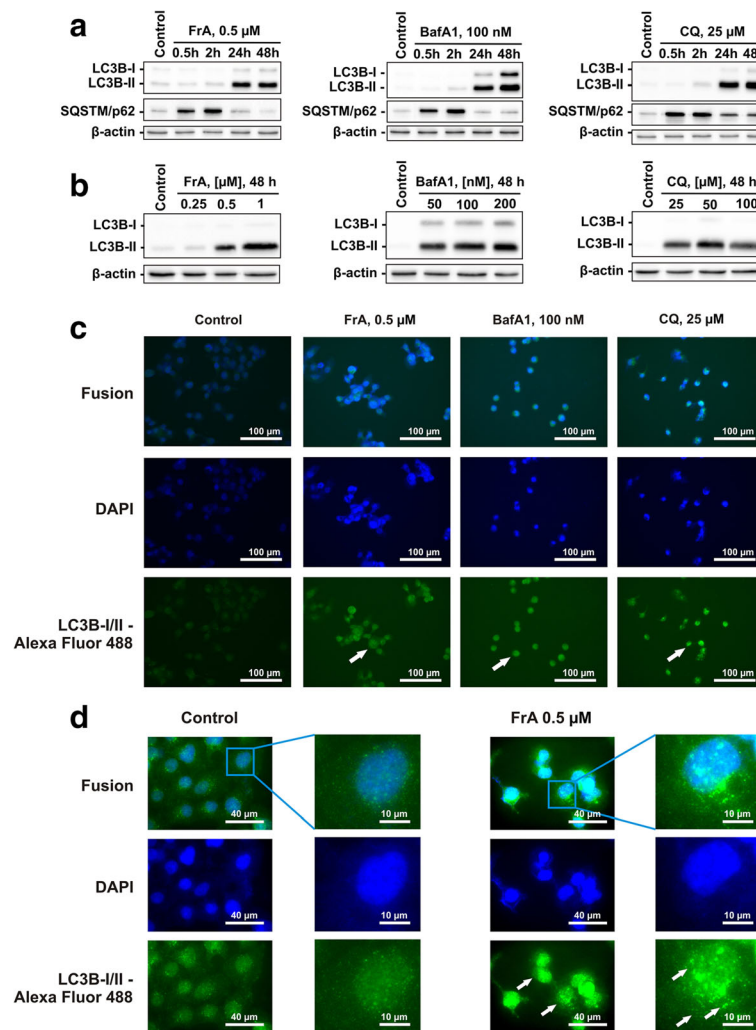 a
Control
FrA, 0.5 µM
0.5h 2h 24h 48h
Control
BafA1, 100 nM
0.5h 2h 24h 48h
Control
CQ, 25 µM
0.5h 2h 24h 48h
LC3B-I -
LC3B-II -
SQSTM/p62 -
β-actin -
LC3B-I -
LC3B-II -
SQSTM/p62 -
β-actin -
LC3B-I -
LC3B-II -
SQSTM/p62 -
β-actin -
b
Control
FrA, [µM], 48 h
0.25 0.5 1
Control
BafA1, [nM], 48 h
50 100 200
Control
CQ, [µM], 48 h
25 50 100
LC3B-I -
LC3B-II -
β-actin -
LC3B-I -
LC3B-II -
β-actin -
LC3B-I -
LC3B-II -
β-actin -
c
Control FrA, 0.5 µM BafA1, 100 nM CQ, 25 µM
Fusion
100 µm 100 µm 100 µm 100 µm
DAPI
100 µm 100 µm 100 µm 100 µm
LC3B-I/II -
Alexa Fluor 488
100 µm 100 µm 100 µm 100 µm
d
Control FrA 0.5 µM
Fusion
40 µm 10 µm 40 µm 10 µm
DAPI
40 µm 10 µm 40 µm 10 µm
LC3B-I/II -
Alexa Fluor 488
40 µm 10 µm 40 µm 10 µm